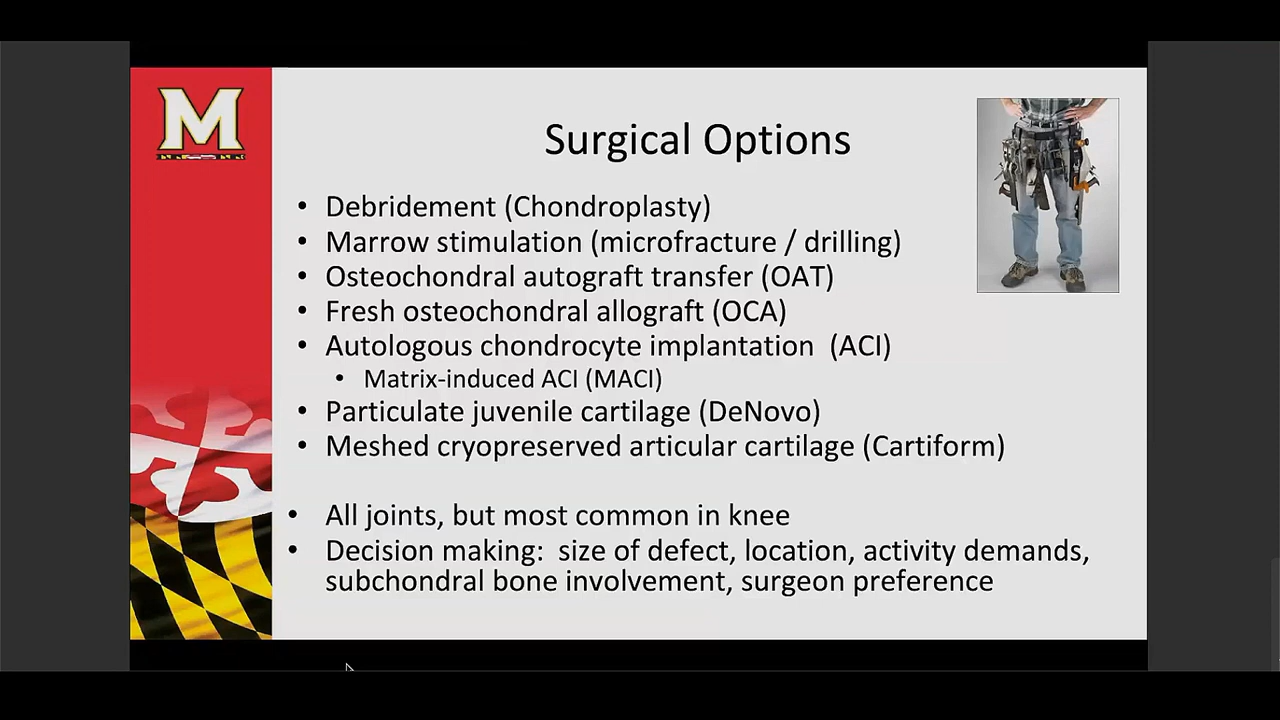 M
Surgical Options
• Debridement (Chondroplasty)
• Marrow stimulation (microfracture / drilling)
• Osteochondral autograft transfer (OAT)
• Fresh osteochondral allograft (OCA)
• Autologous chondrocyte implantation  (ACI)
• Matrix-induced ACI (MACI)
• Particulate juvenile cartilage (DeNovo)
• Meshed cryopreserved articular cartilage (Cartiform)
• All joints, but most common in knee
• Decision making:  size of defect, location, activity demands,
subchondral bone involvement, surgeon preference